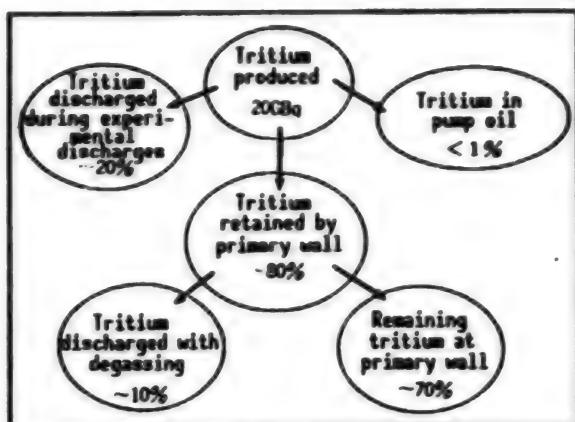 Tritium
produced
20GBq
Tritium
discharged
during experi-
mental
discharges
~20%
Tritium in
pump oil
< 1%
Tritium
retained by
primary wall
~80%
Tritium
discharged with
degassing
~10%
Remaining
tritium at
primary wall
~70%